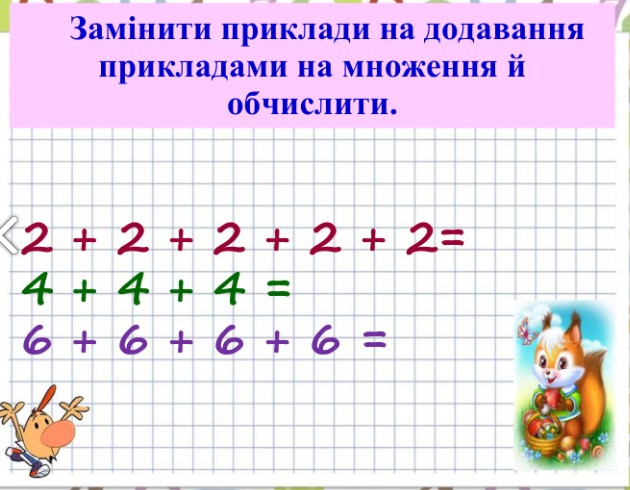 Замінити приклади на додавання
прикладами на множення й
обчислити.
2 + 2 + 2 + 2 + 2=
4 + 4 + 4 =
6 + 6 + 6 + 6 =